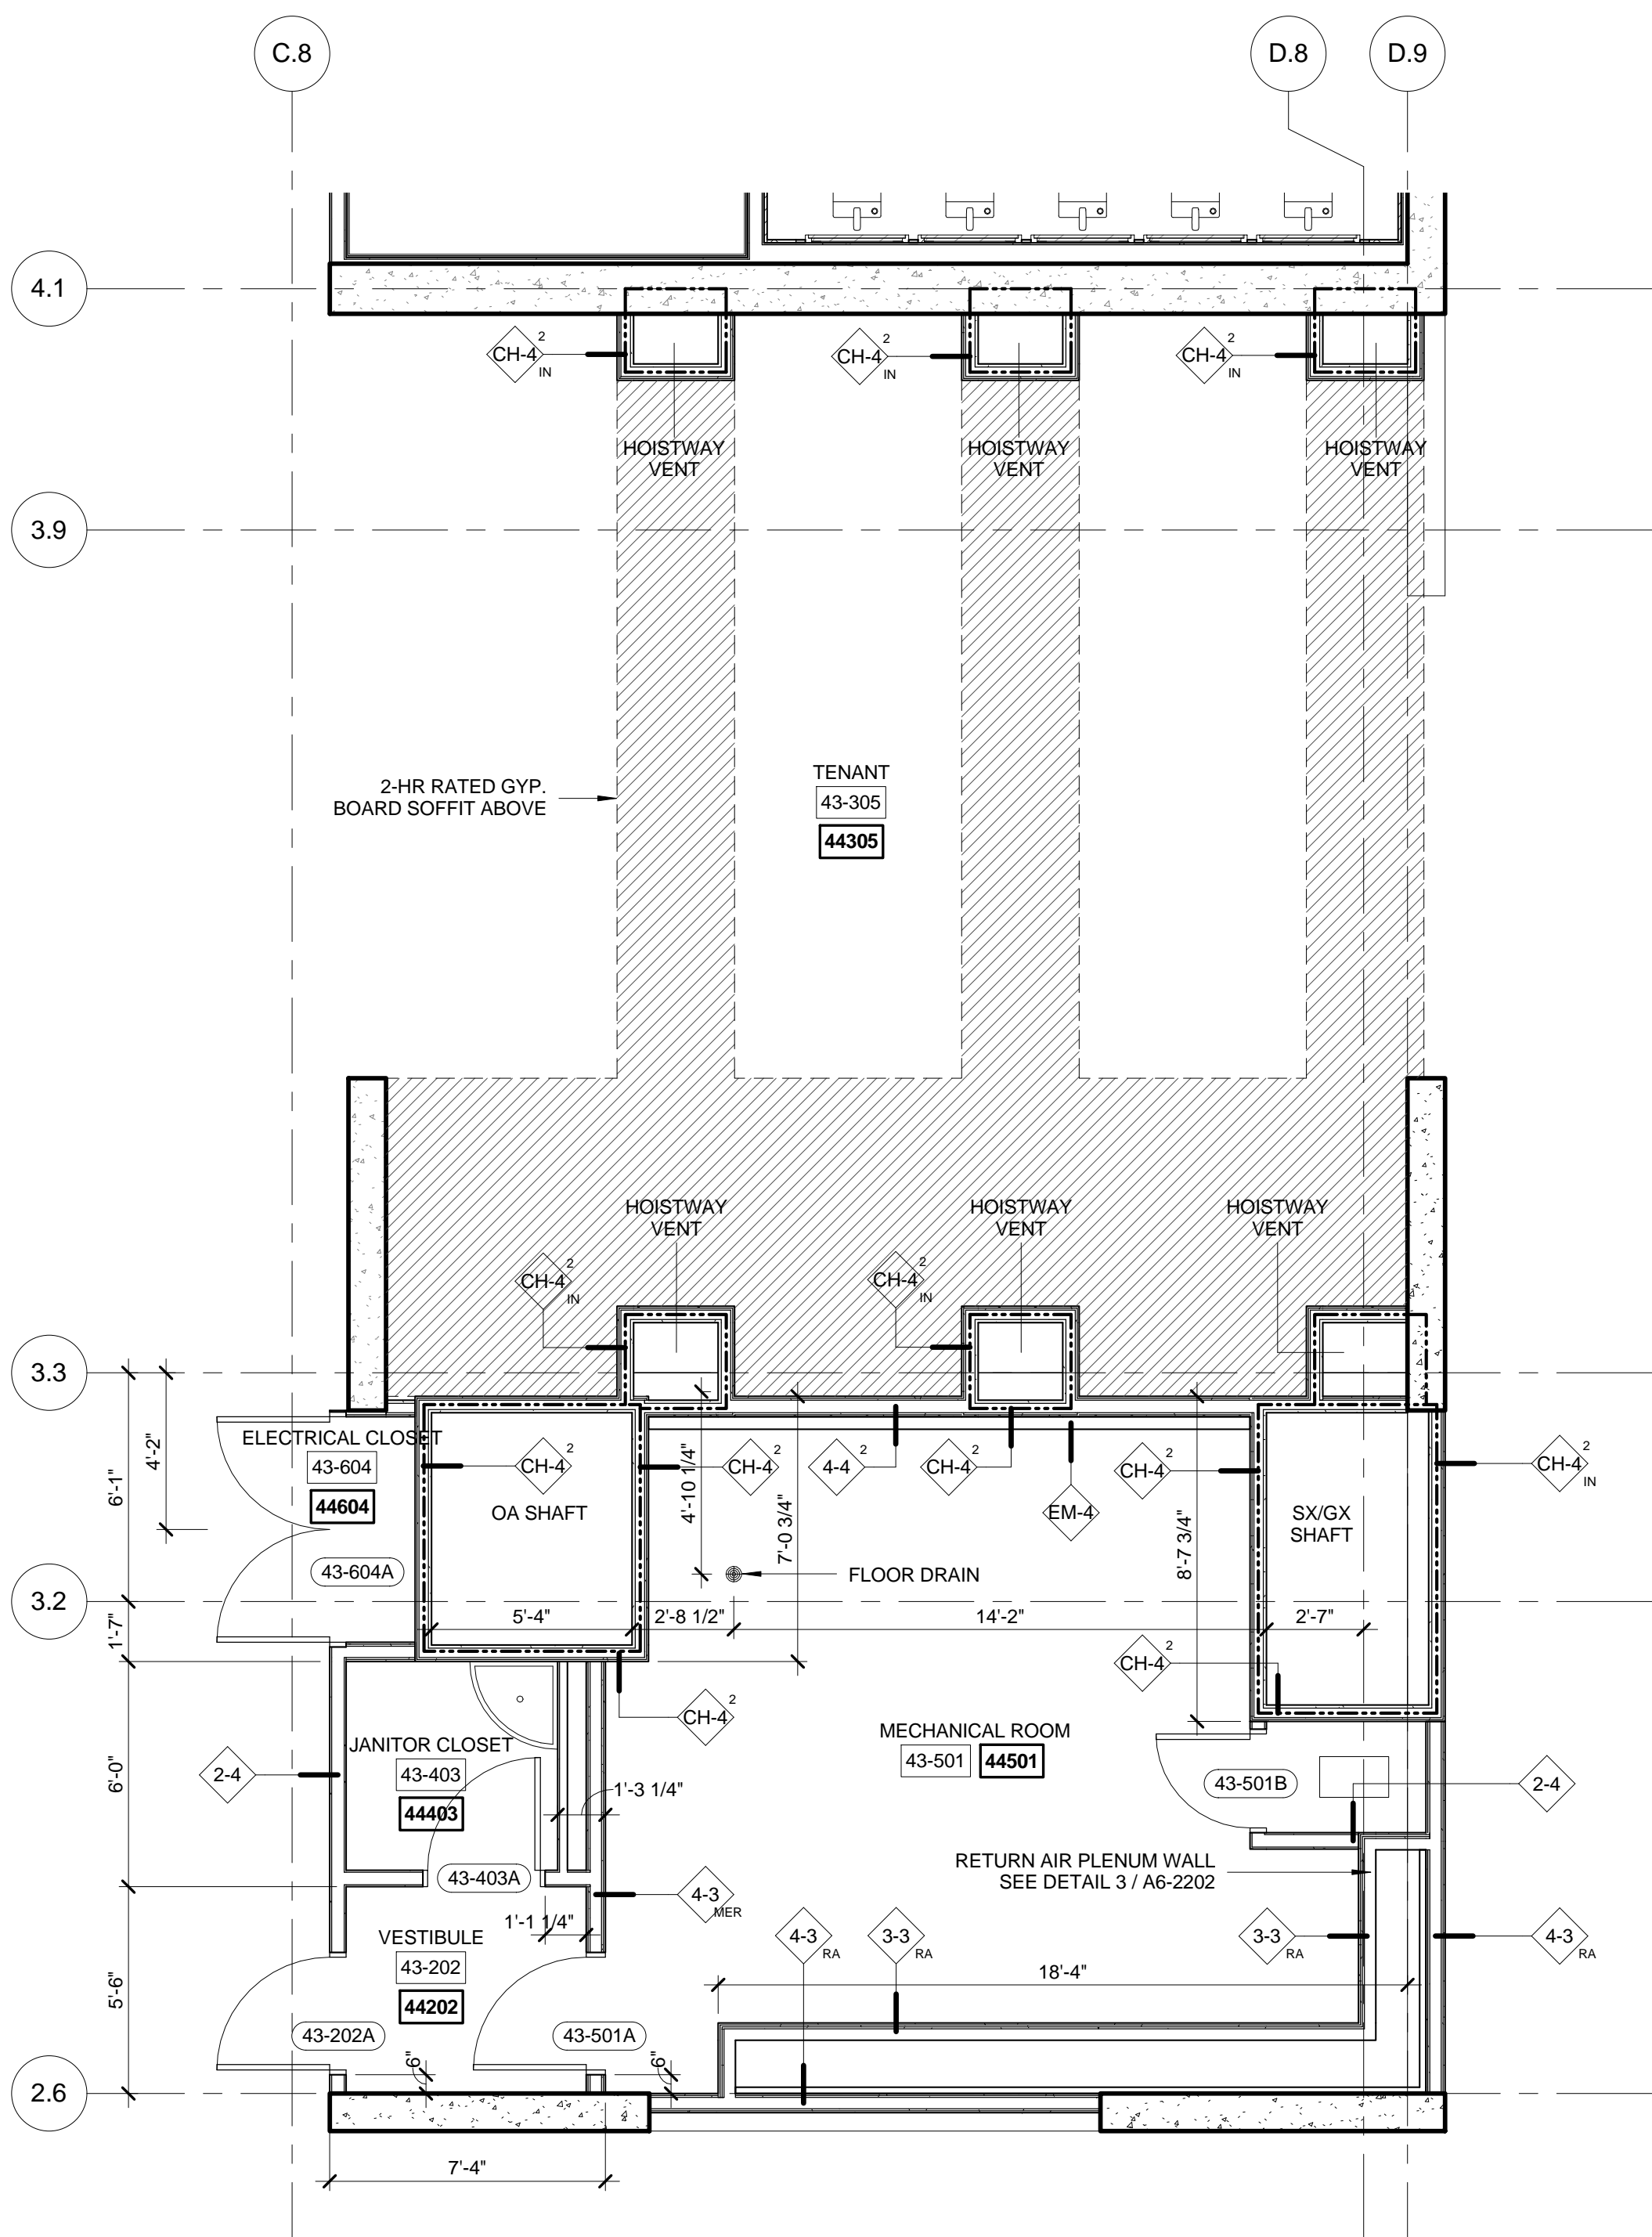 C.8
D.8
D.9
4.1
CH-4
2
IN
CH-4
2
IN
CH-4
2
IN
HOISTWAY
VENT
HOISTWAY
VENT
HOISTWAY
VENT
3.9
TENANT
43-305
44305
2-HR RATED GYP.
BOARD SOFFIT ABOVE
HOISTWAY
VENT
HOISTWAY
VENT
HOISTWAY
VENT
CH-4
2
IN
CH-4
2
IN
3.3
ELECTRICAL CLOSET
43-604
44604
43-604A
6'-1"
4'-2"
CH-4
2
OA SHAFT
CH-4
2
4'-10 1/4"
7'-0 3/4"
4-4
2
CH-4
2
EM-4
CH-4
2
8'-7 3/4"
SX/GX
SHAFT
CH-4
2
IN
FLOOR DRAIN
3.2
1'-7"
5'-4"
2'-8 1/2"
14'-2"
2'-7"
CH-4
2
CH-4
2
MECHANICAL ROOM
43-501
44501
JANITOR CLOSET
43-403
44403
43-403A
2-4
6'-0"
1'-3 1/4"
43-501B
2-4
RETURN AIR PLENUM WALL
SEE DETAIL 3 / A6-2202
4-3
MER
1'-1 1/4"
VESTIBULE
43-202
44202
43-202A
43-501A
5'-6"
4-3
RA
3-3
RA
3-3
RA
4-3
RA
18'-4"
6"
6"
2.6
7'-4"